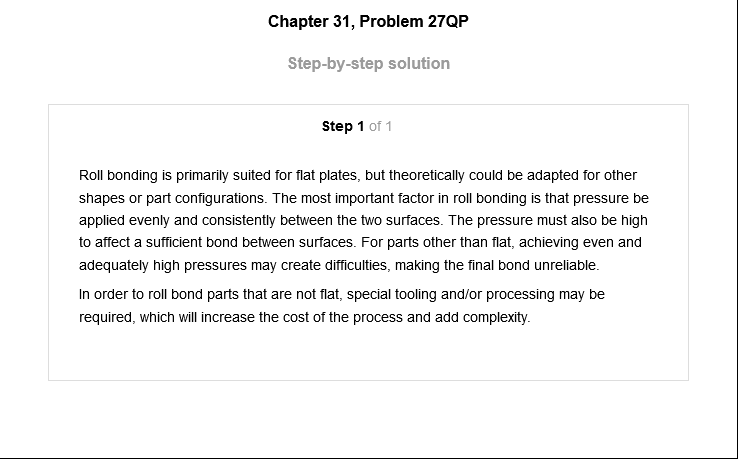 Chapter 31, Problem 27QP
Step-by-step solution
Step 1 of 1
Roll bonding is primarily suited for flat plates, but theoretically could be adapted for other
shapes or part configurations. The most important factor in roll bonding is that pressure be
applied evenly and consistently between the two surfaces. The pressure must also be high
to affect a sufficient bond between surfaces. For parts other than flat, achieving even and
adequately high pressures may create difficulties, making the final bond unreliable.
In order to roll bond parts that are not flat, special tooling and/or processing may be
required, which will increase the cost of the process and add complexity.